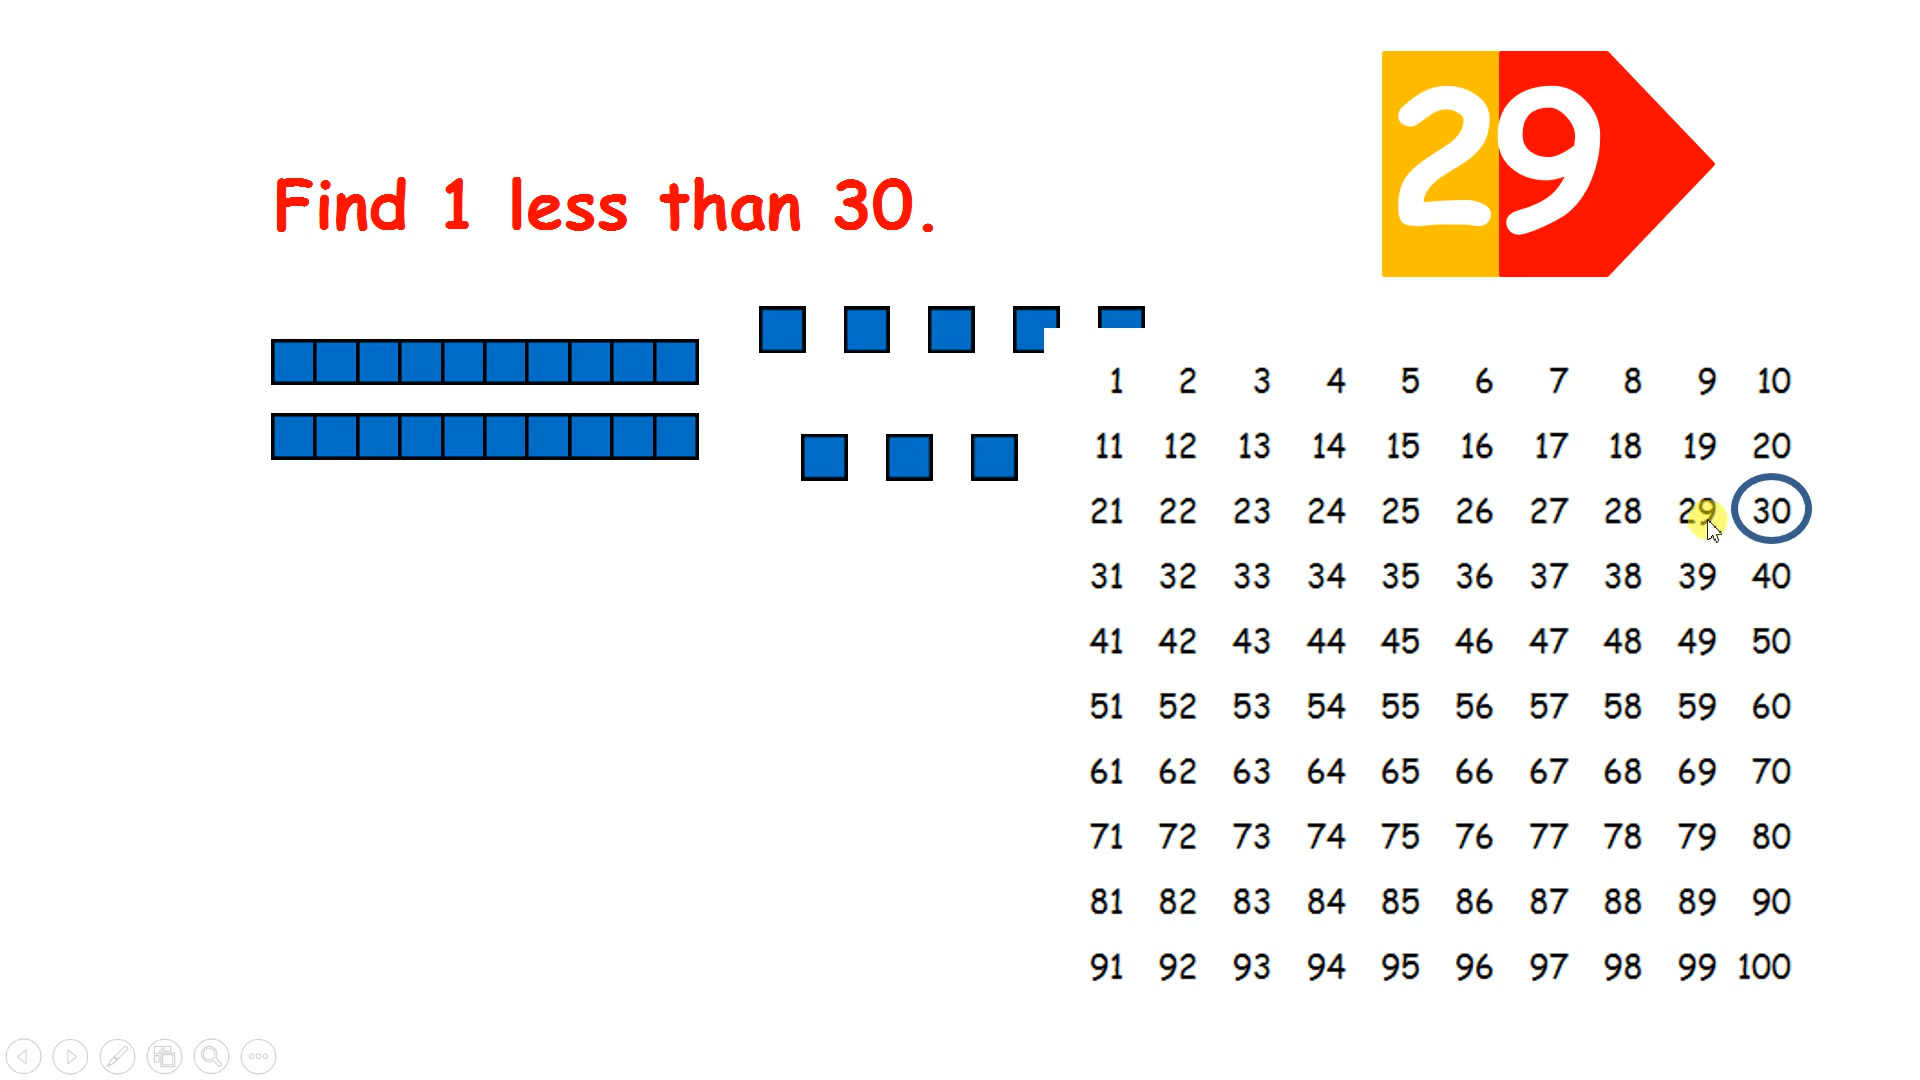 29
Find 1 less than 30.
1 2 3 4 5 6 7 8 9 10
11 12 13 14 15 16 17 18 19 20
21 22 23 24 25 26 27 28 29 30
31 32 33 34 35 36 37 38 39 40
41 42 43 44 45 46 47 48 49 50
51 52 53 54 55 56 57 58 59 60
61 62 63 64 65 66 67 68 69 70
71 72 73 74 75 76 77 78 79 80
81 82 83 84 85 86 87 88 89 90
91 92 93 94 95 96 97 98 99 100